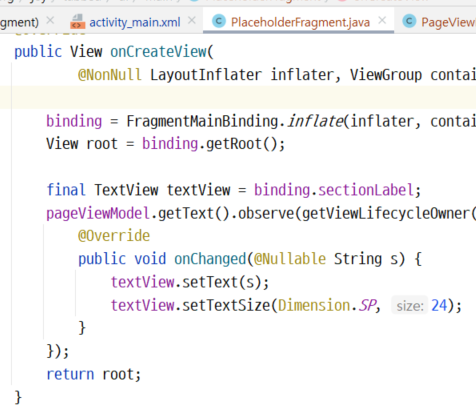 gment)
activity_main.xml
PlaceholderFragment.java
PageView
@Override
public View onCreateView(
@NonNull LayoutInflater inflater, ViewGroup contai
binding = FragmentMainBinding.inflate(inflater, contai
View root = binding.getRoot();
final TextView textView = binding.sectionLabel;
pageViewModel.getText().observe(getViewLifecycleOwner(
@Override
public void onChanged(@Nullable String s) {
textView.setText(s);
textView.setTextSize(Dimension.SP, size: 24);
}
});
return root;
}